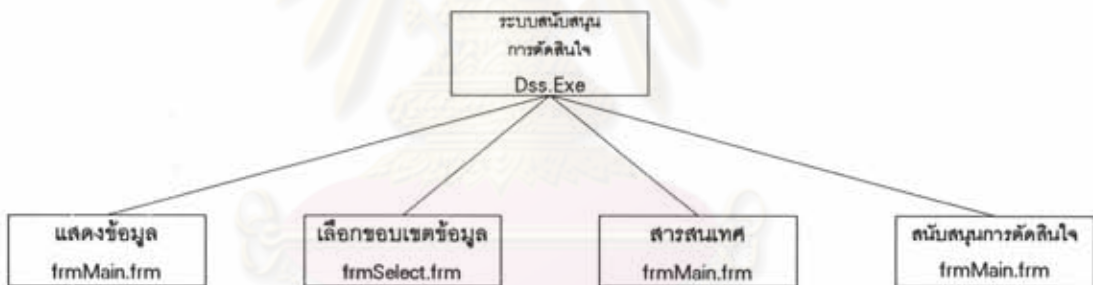 ระบบสนับสนุน
การตัดสินใจ
Dss.Exe
แสดงข้อมูล
frmMain.frm
เลือกขอบเขตข้อมูล
frmSelect.frm
สารสนเทศ
frmMain.frm
สนับสนุนการตัดสินใจ
frmMain.frm